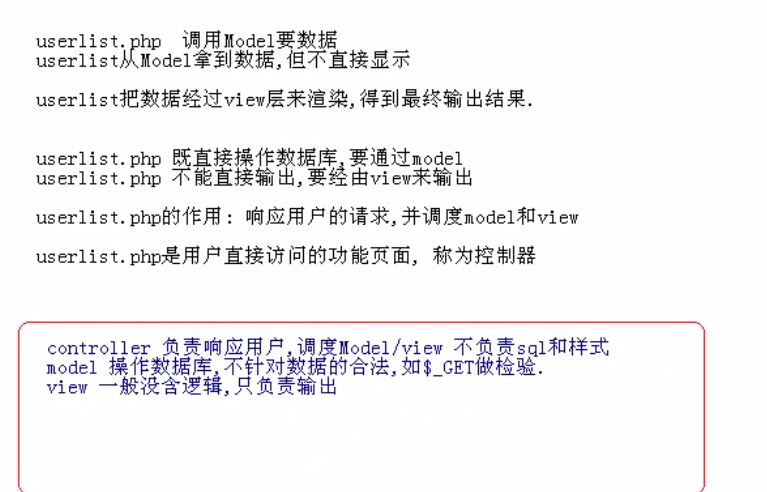 userlist.php  调用Model要数据
userlist从Model拿到数据,但不直接显示
userlist把数据经过view层来渲染,得到最终输出结果.
userlist.php 既直接操作数据库,要通过model
userlist.php 不能直接输出,要经由view来输出
userlist.php的作用: 响应用户的请求,并调度model和view
userlist.php是用户直接访问的功能页面, 称为控制器
controller 负责响应用户,调度Model/view 不负责sql和样式
model 操作数据库,不针对数据的合法,如$_GET做检验.
view 一般没含逻辑,只负责输出